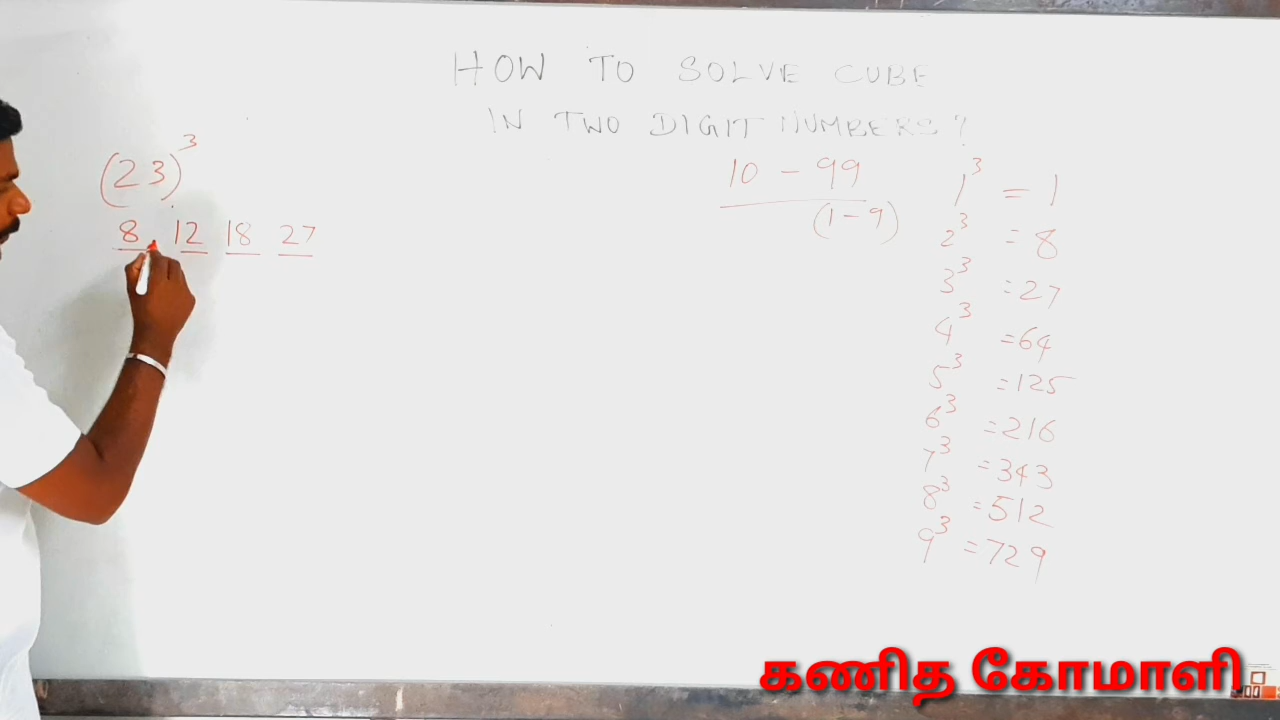 HOW TO SOLVE CUBE
IN TWO DIGIT NUMBERS?
(23)³
8 12 18 27
10 - 99
(1-9)
1³ = 1
2³ = 8
3³ = 27
4³ = 64
5³ = 125
6³ = 216
7³ = 343
8³ = 512
9³ = 729
கணித கோமாளி